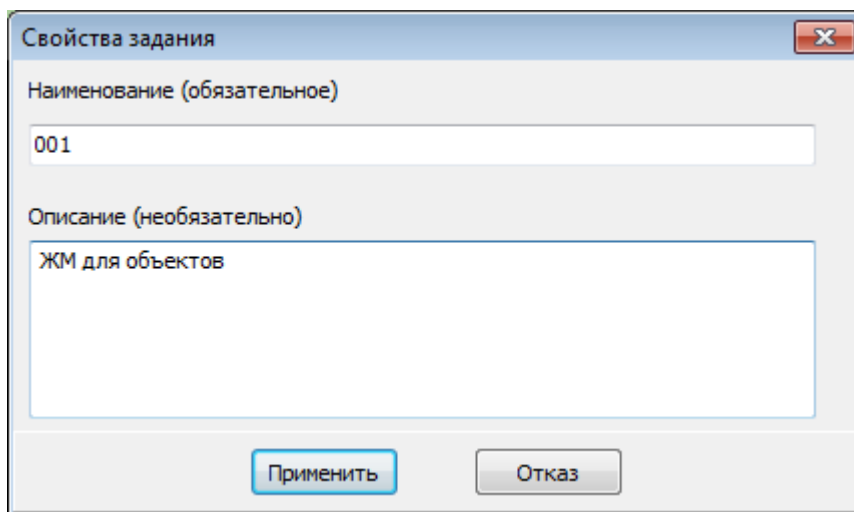 Свойства задания
Наименование (обязательное)
001
Описание (необязательно)
ЖМ для объектов
Применить
Отказ